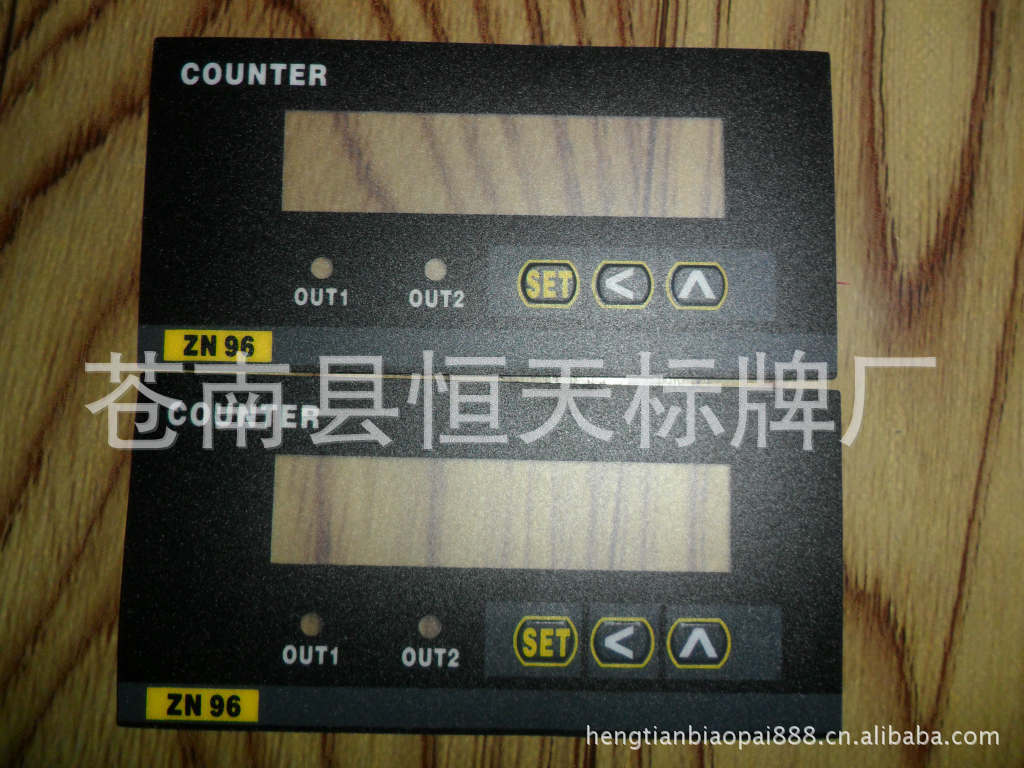 COUNTER
OUT1 OUT2 SET < ∧
ZN 96
苍南县恒天标牌厂
COUNTER
OUT1 OUT2 SET < ∧
ZN 96
hengtianbiaopai888.cn.alibaba.com